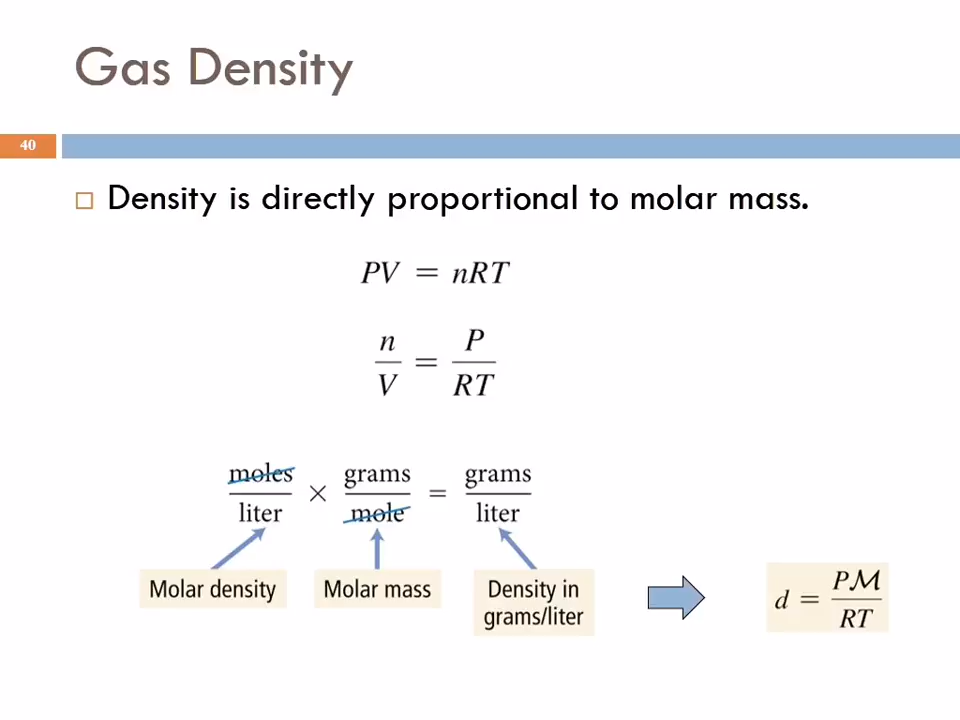 Gas Density
40
Density is directly proportional to molar mass.
PV = nRT
n/V = P/RT
moles/liter × grams/mole = grams/liter
Molar density
Molar mass
Density in
grams/liter
d = Pℳ/RT